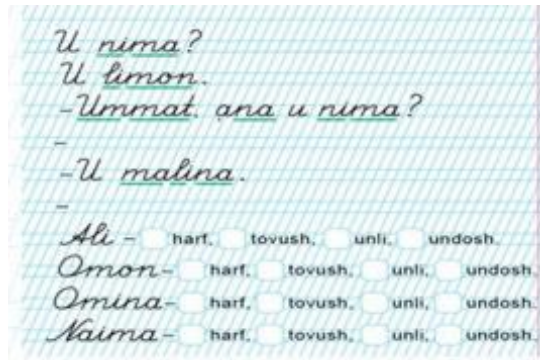 U nima?
U limon.
-Ummat, ana u nima?
-
-U malina.
-
Ali - harf, tovush, unli, undosh.
Omon- harf, tovush, unli, undosh.
Omina- harf, tovush, unli, undosh.
Naima- harf, tovush, unli, undosh.